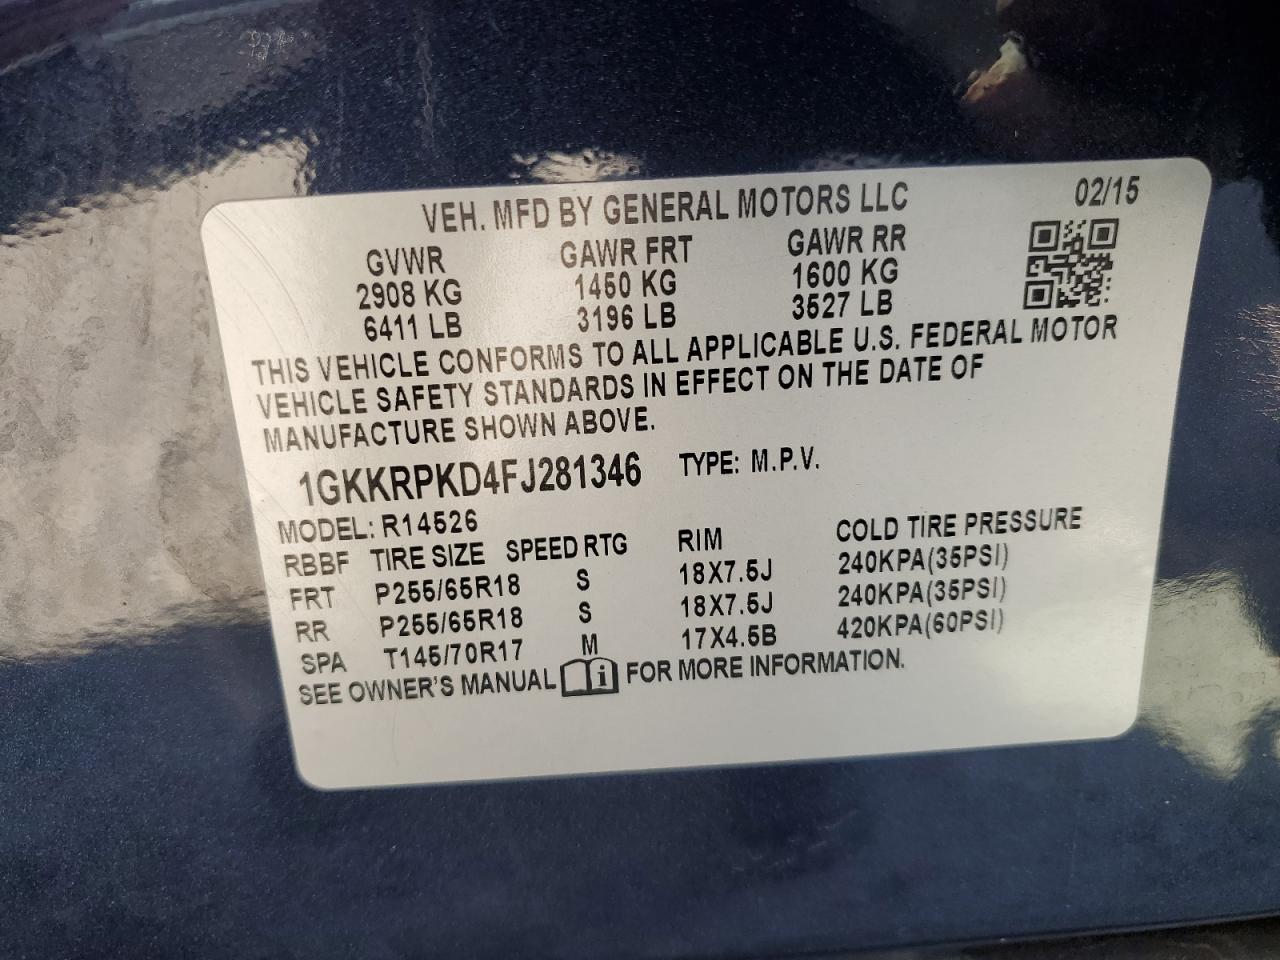 VEH. MFD BY GENERAL MOTORS LLC 02/15
GVWR GAWR FRT GAWR RR
2908 KG 1450 KG 1600 KG
6411 LB 3196 LB 3527 LB
THIS VEHICLE CONFORMS TO ALL APPLICABLE U.S. FEDERAL MOTOR
VEHICLE SAFETY STANDARDS IN EFFECT ON THE DATE OF
MANUFACTURE SHOWN ABOVE.
1GKKRPKD4FJ281346 TYPE: M.P.V.
MODEL: R14526
RBBF TIRE SIZE SPEED RTG RIM COLD TIRE PRESSURE
FRT P255/65R18 S 18X7.5J 240KPA(35PSI)
RR P255/65R18 S 18X7.5J 240KPA(35PSI)
SPA T145/70R17 M 17X4.5B 420KPA(60PSI)
SEE OWNER'S MANUAL i FOR MORE INFORMATION.